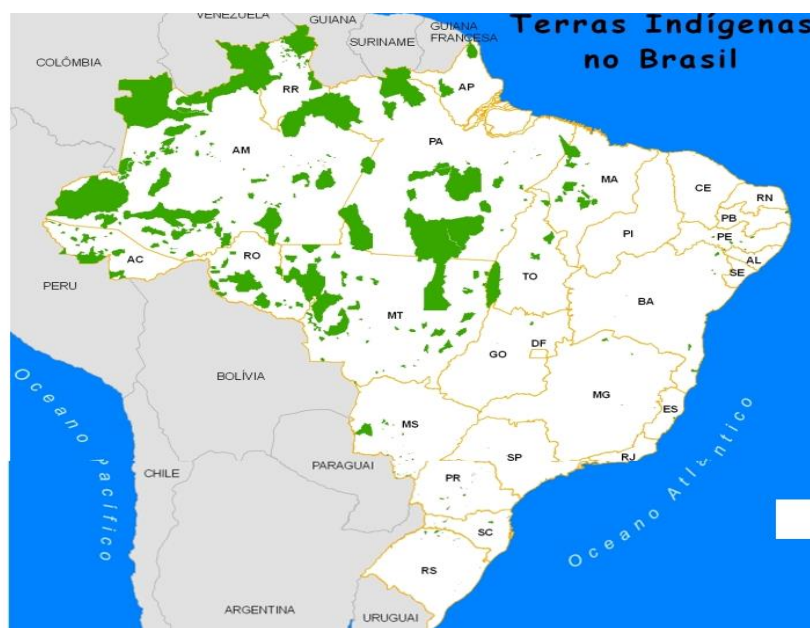 Terras Indígenas
no Brasil
VENEZUELA
GUIANA
SURINAME
GUIANA
FRANCESA
COLÔMBIA
RR
AP
AM
PA
MA
CE
RN
PB
PE
PI
AL
SE
AC
RO
TO
PERU
MT
BA
DF
GO
BOLÍVIA
MG
ES
MS
SP
RJ
PARAGUAI
CHILE
PR
SC
RS
ARGENTINA
URUGUAI
Oceano Pacífico
Oceano Atlântico